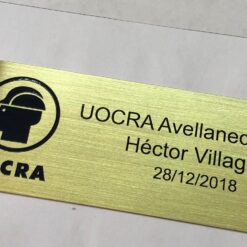 UOCRA Avellaned
Héctor Villag
28/12/2018
CRA